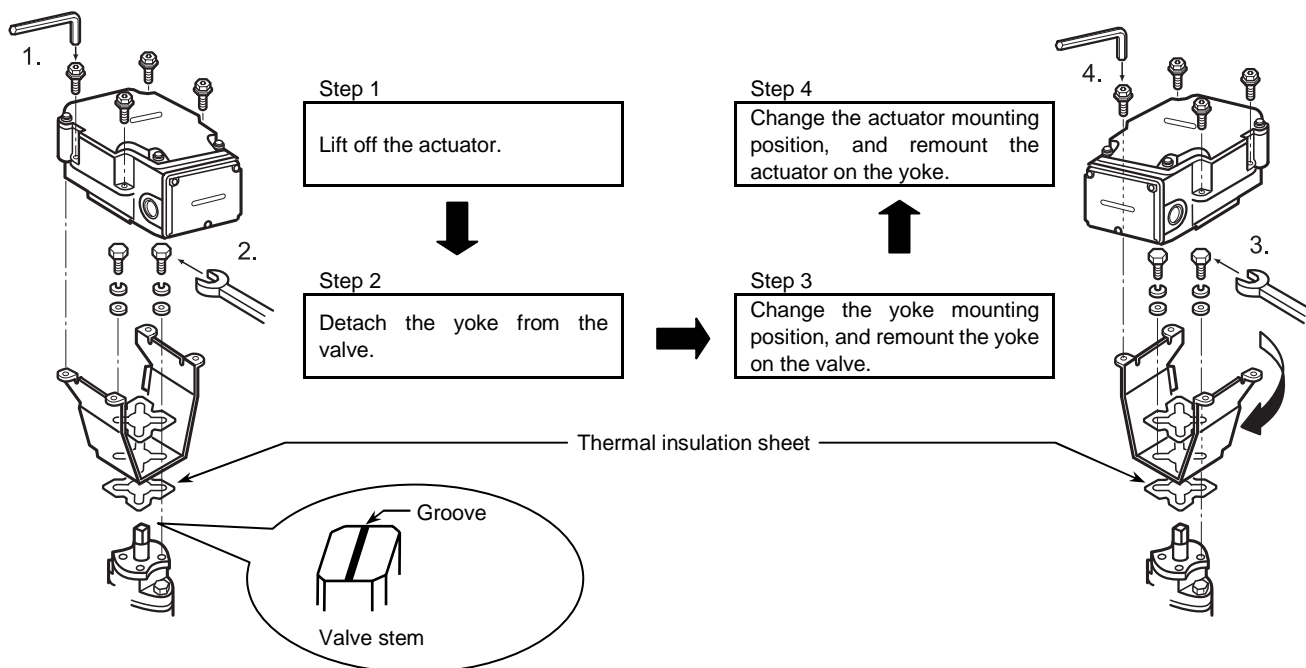 1.
Step 1
Lift off the actuator.
2.
Step 2
Detach the yoke from the
valve.
Step 4
Change the actuator mounting
position, and remount the
actuator on the yoke.
4.
Step 3
Change the yoke mounting
position, and remount the yoke
on the valve.
3.
Thermal insulation sheet
Groove
Valve stem